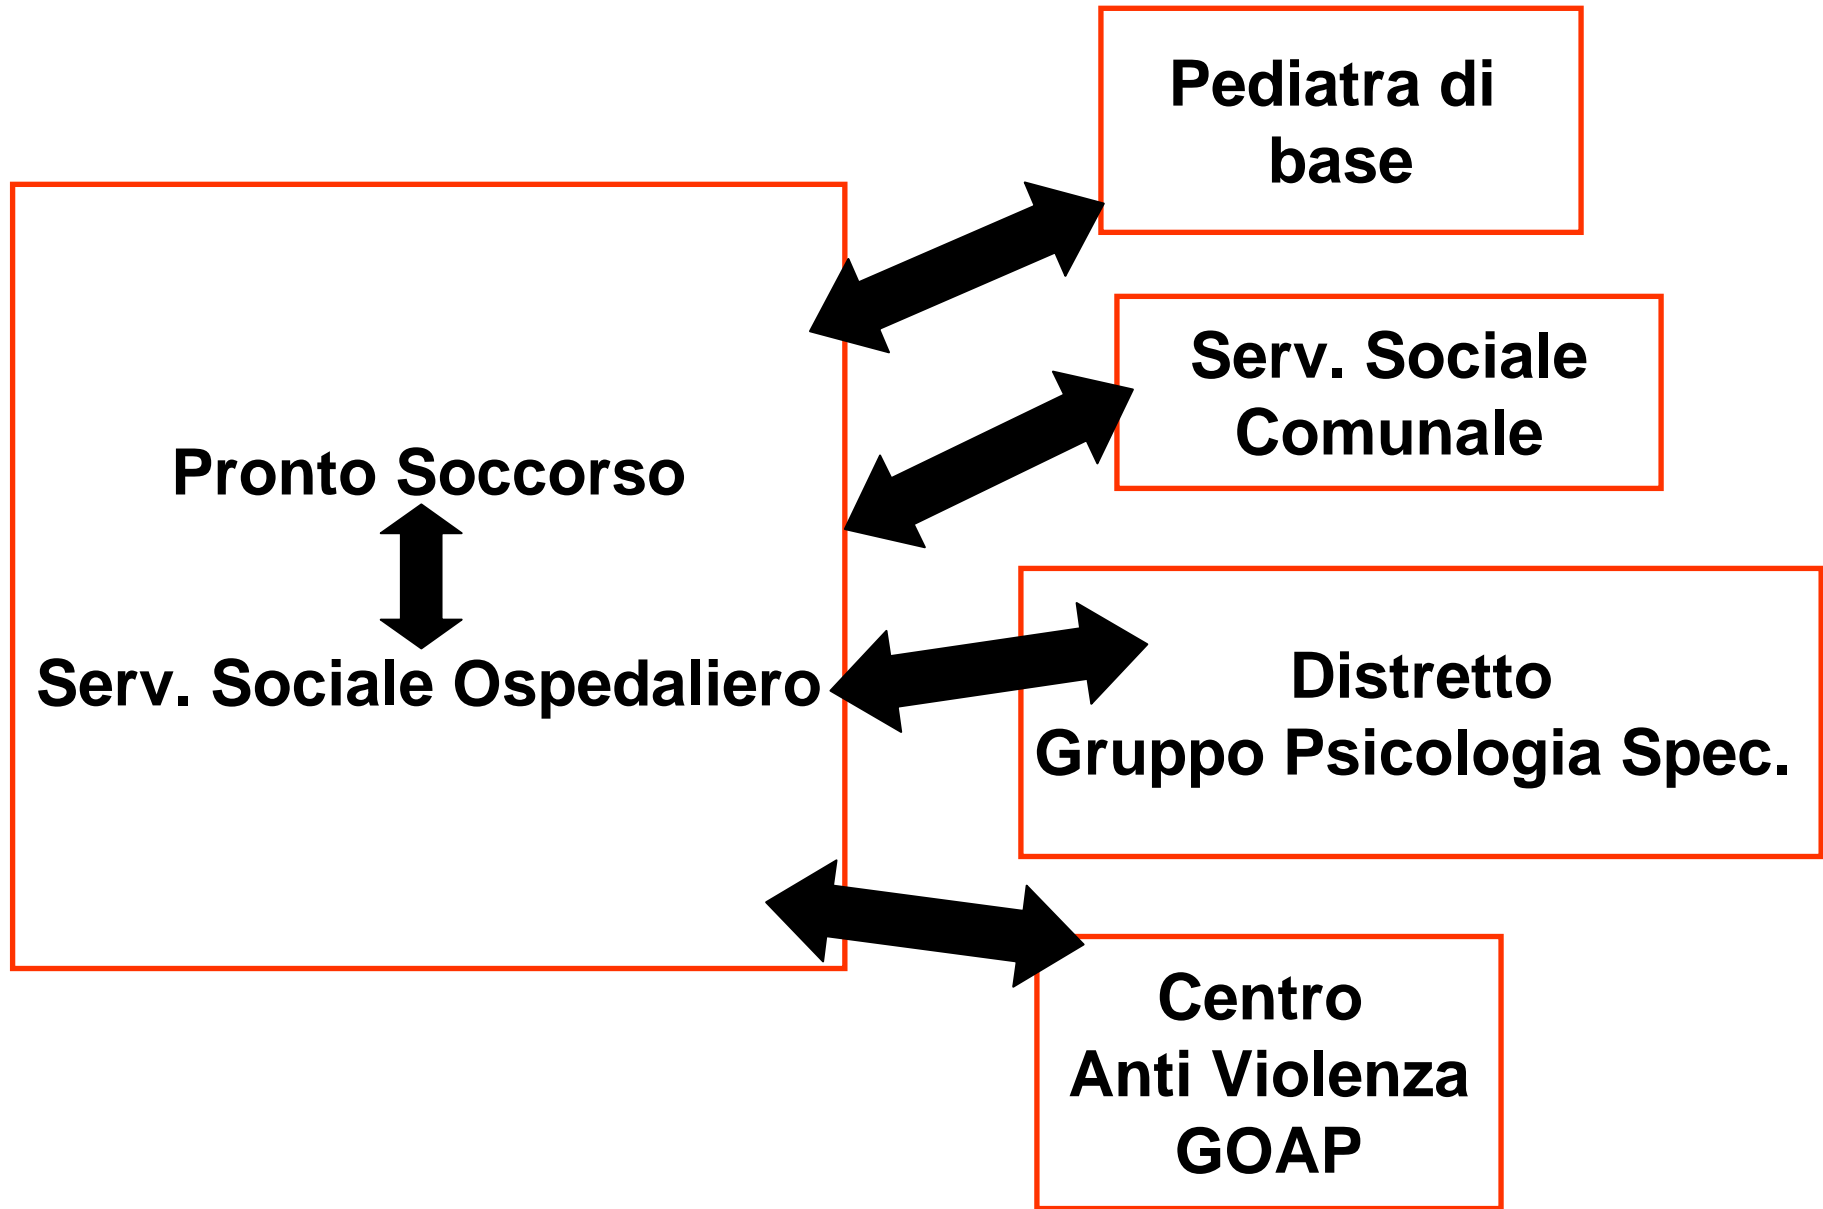 Pediatra di
base
Serv. Sociale
Comunale
Pronto Soccorso
Serv. Sociale Ospedaliero
Distretto
Gruppo Psicologia Spec.
Centro
Anti Violenza
GOAP